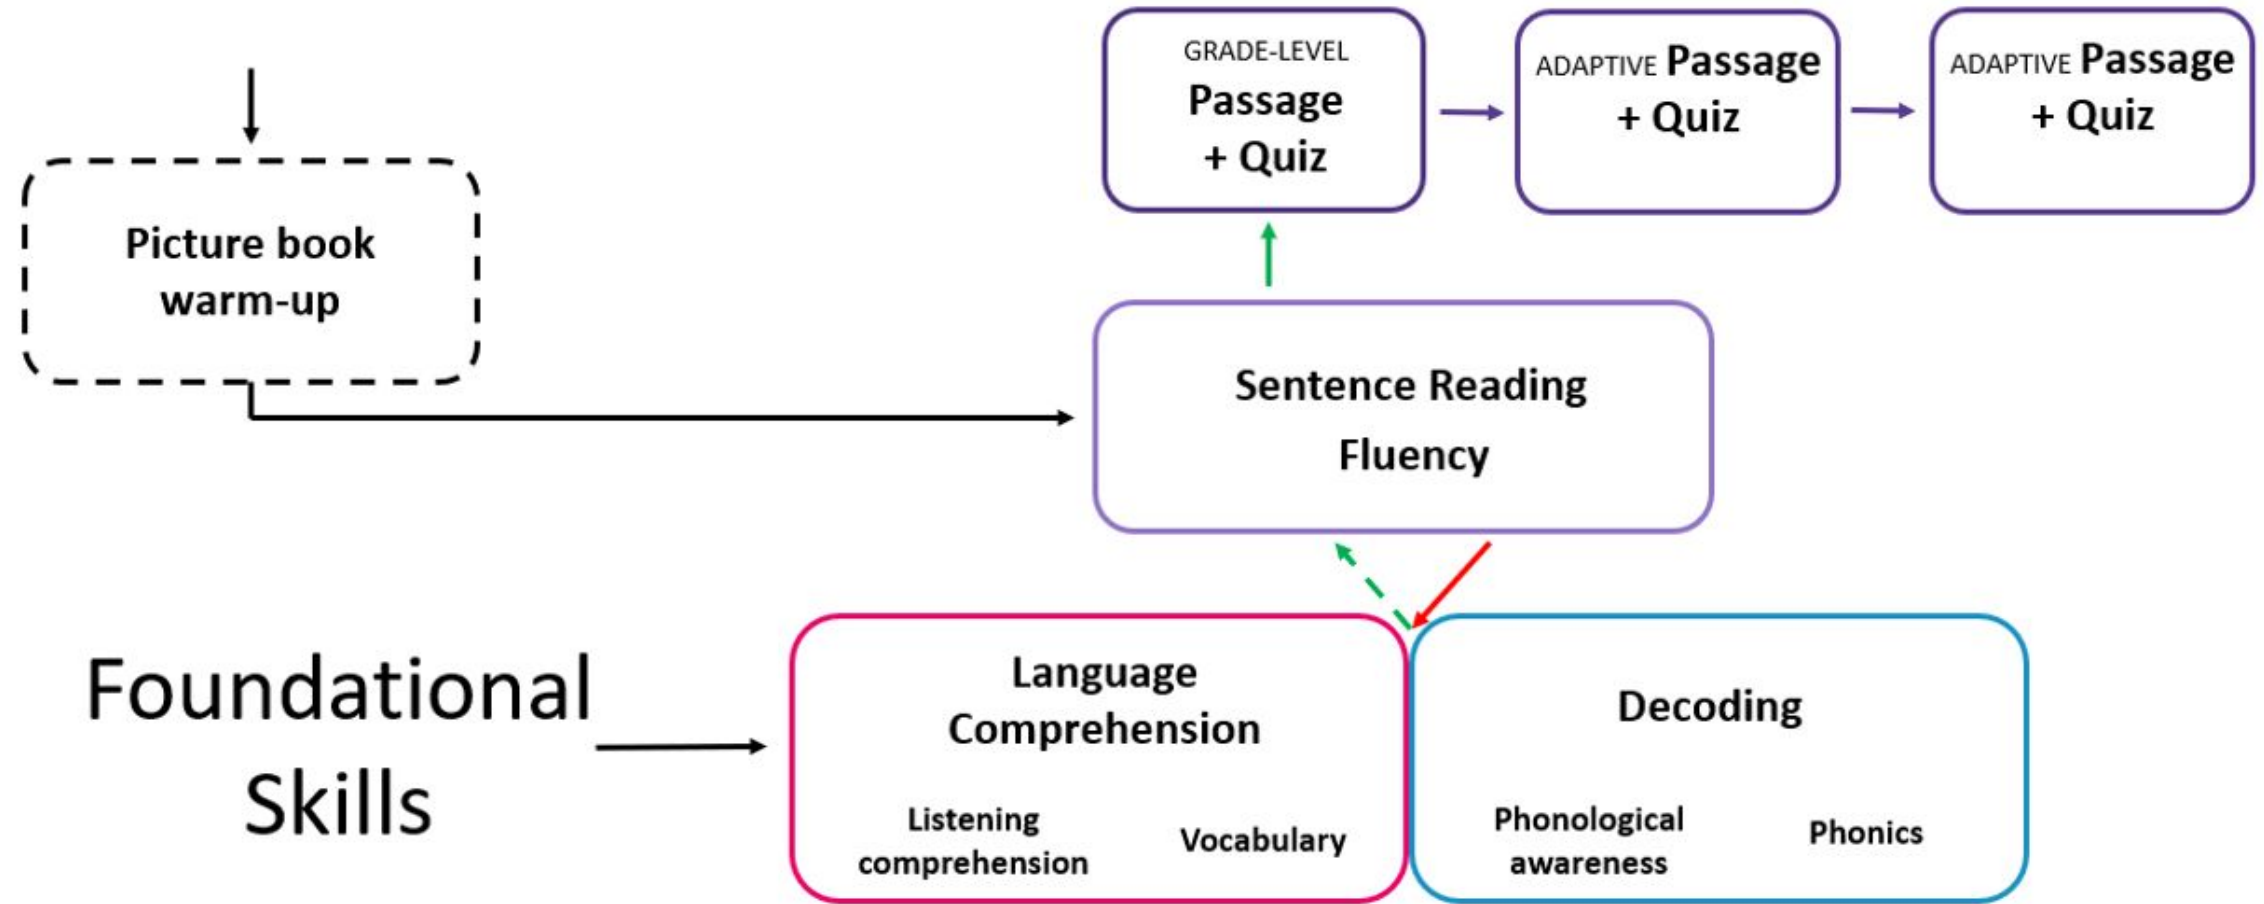 GRADE-LEVEL
Passage
+ Quiz
ADAPTIVE Passage
+ Quiz
ADAPTIVE Passage
+ Quiz
Picture book
warm-up
Sentence Reading
Fluency
Foundational
Skills
Language
Comprehension
Listening
comprehension
Vocabulary
Decoding
Phonological
awareness
Phonics